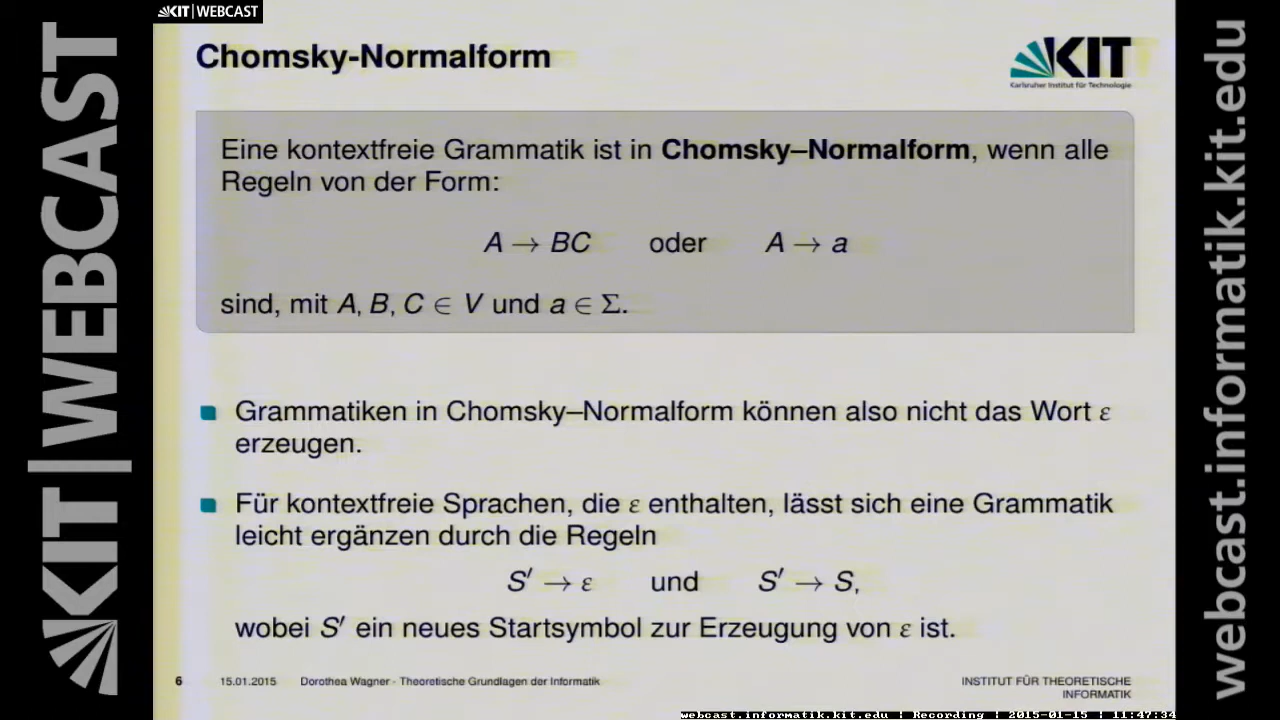 KIT|WEBCAST
KIT|WEBCAST
Chomsky-Normalform
KIT
Karlsruher Institut für Technologie
Eine kontextfreie Grammatik ist in Chomsky–Normalform, wenn alle
Regeln von der Form:
A → BC oder A → a
sind, mit A, B, C ∈ V und a ∈ Σ.
Grammatiken in Chomsky–Normalform können also nicht das Wort ε
erzeugen.
Für kontextfreie Sprachen, die ε enthalten, lässt sich eine Grammatik
leicht ergänzen durch die Regeln
S′ → ε und S′ → S,
wobei S′ ein neues Startsymbol zur Erzeugung von ε ist.
6 15.01.2015 Dorothea Wagner - Theoretische Grundlagen der Informatik
INSTITUT FÜR THEORETISCHE
INFORMATIK
webcast.informatik.kit.edu
webcast.informatik.kit.edu | Recording | 2015-01-15 | 11:47:34